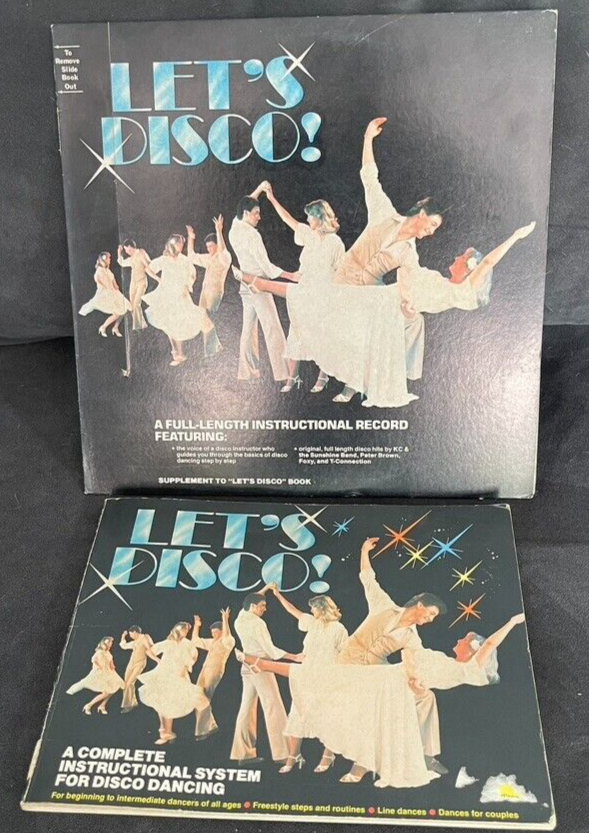 To
Remove
Slide
Book
Out
LET'S
DISCO!
A FULL-LENGTH INSTRUCTIONAL RECORD
FEATURING:
• the voice of a disco instructor who
guides you through the basics of disco
dancing step by step
• original, full length disco hits by KC &
the Sunshine Band, Peter Brown,
Foxy, and T-Connection
SUPPLEMENT TO "LET'S DISCO" BOOK
LET'S
DISCO!
A COMPLETE
INSTRUCTIONAL SYSTEM
FOR DISCO DANCING
For beginning to intermediate dancers of all ages • Freestyle steps and routines • Line dances • Dances for couples